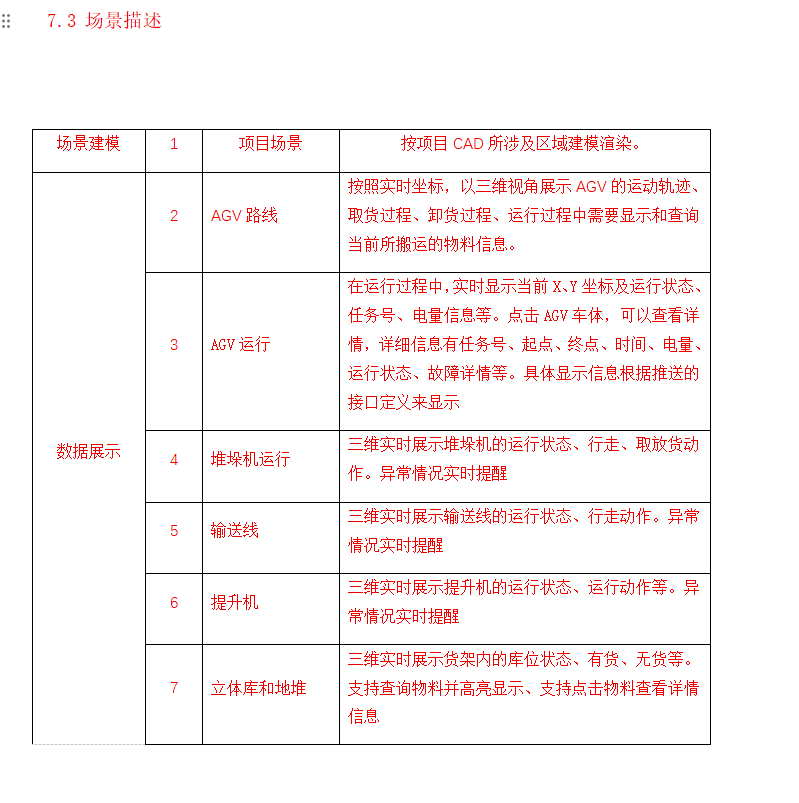 7.3 场景描述
场景建模 1 项目场景 按项目 CAD 所涉及区域建模渲染。
数据展示
2 AGV 路线
按照实时坐标，以三维视角展示 AGV 的运动轨迹、
取货过程、卸货过程、运行过程中需要显示和查询
当前所搬运的物料信息。
3 AGV 运行
在运行过程中,实时显示当前 X、Y 坐标及运行状态、
任务号、电量信息等。点击 AGV 车体，可以查看详
情，详细信息有任务号、起点、终点、时间、电量、
运行状态、故障详情等。具体显示信息根据推送的
接口定义来显示
4 堆垛机运行
三维实时展示堆垛机的运行状态、行走、取放货动
作。异常情况实时提醒
5 输送线
三维实时展示输送线的运行状态、行走动作。异常
情况实时提醒
6 提升机
三维实时展示提升机的运行状态、运行动作等。异
常情况实时提醒
7 立体库和地堆
三维实时展示货架内的库位状态、有货、无货等。
支持查询物料并高亮显示、支持点击物料查看详情
信息